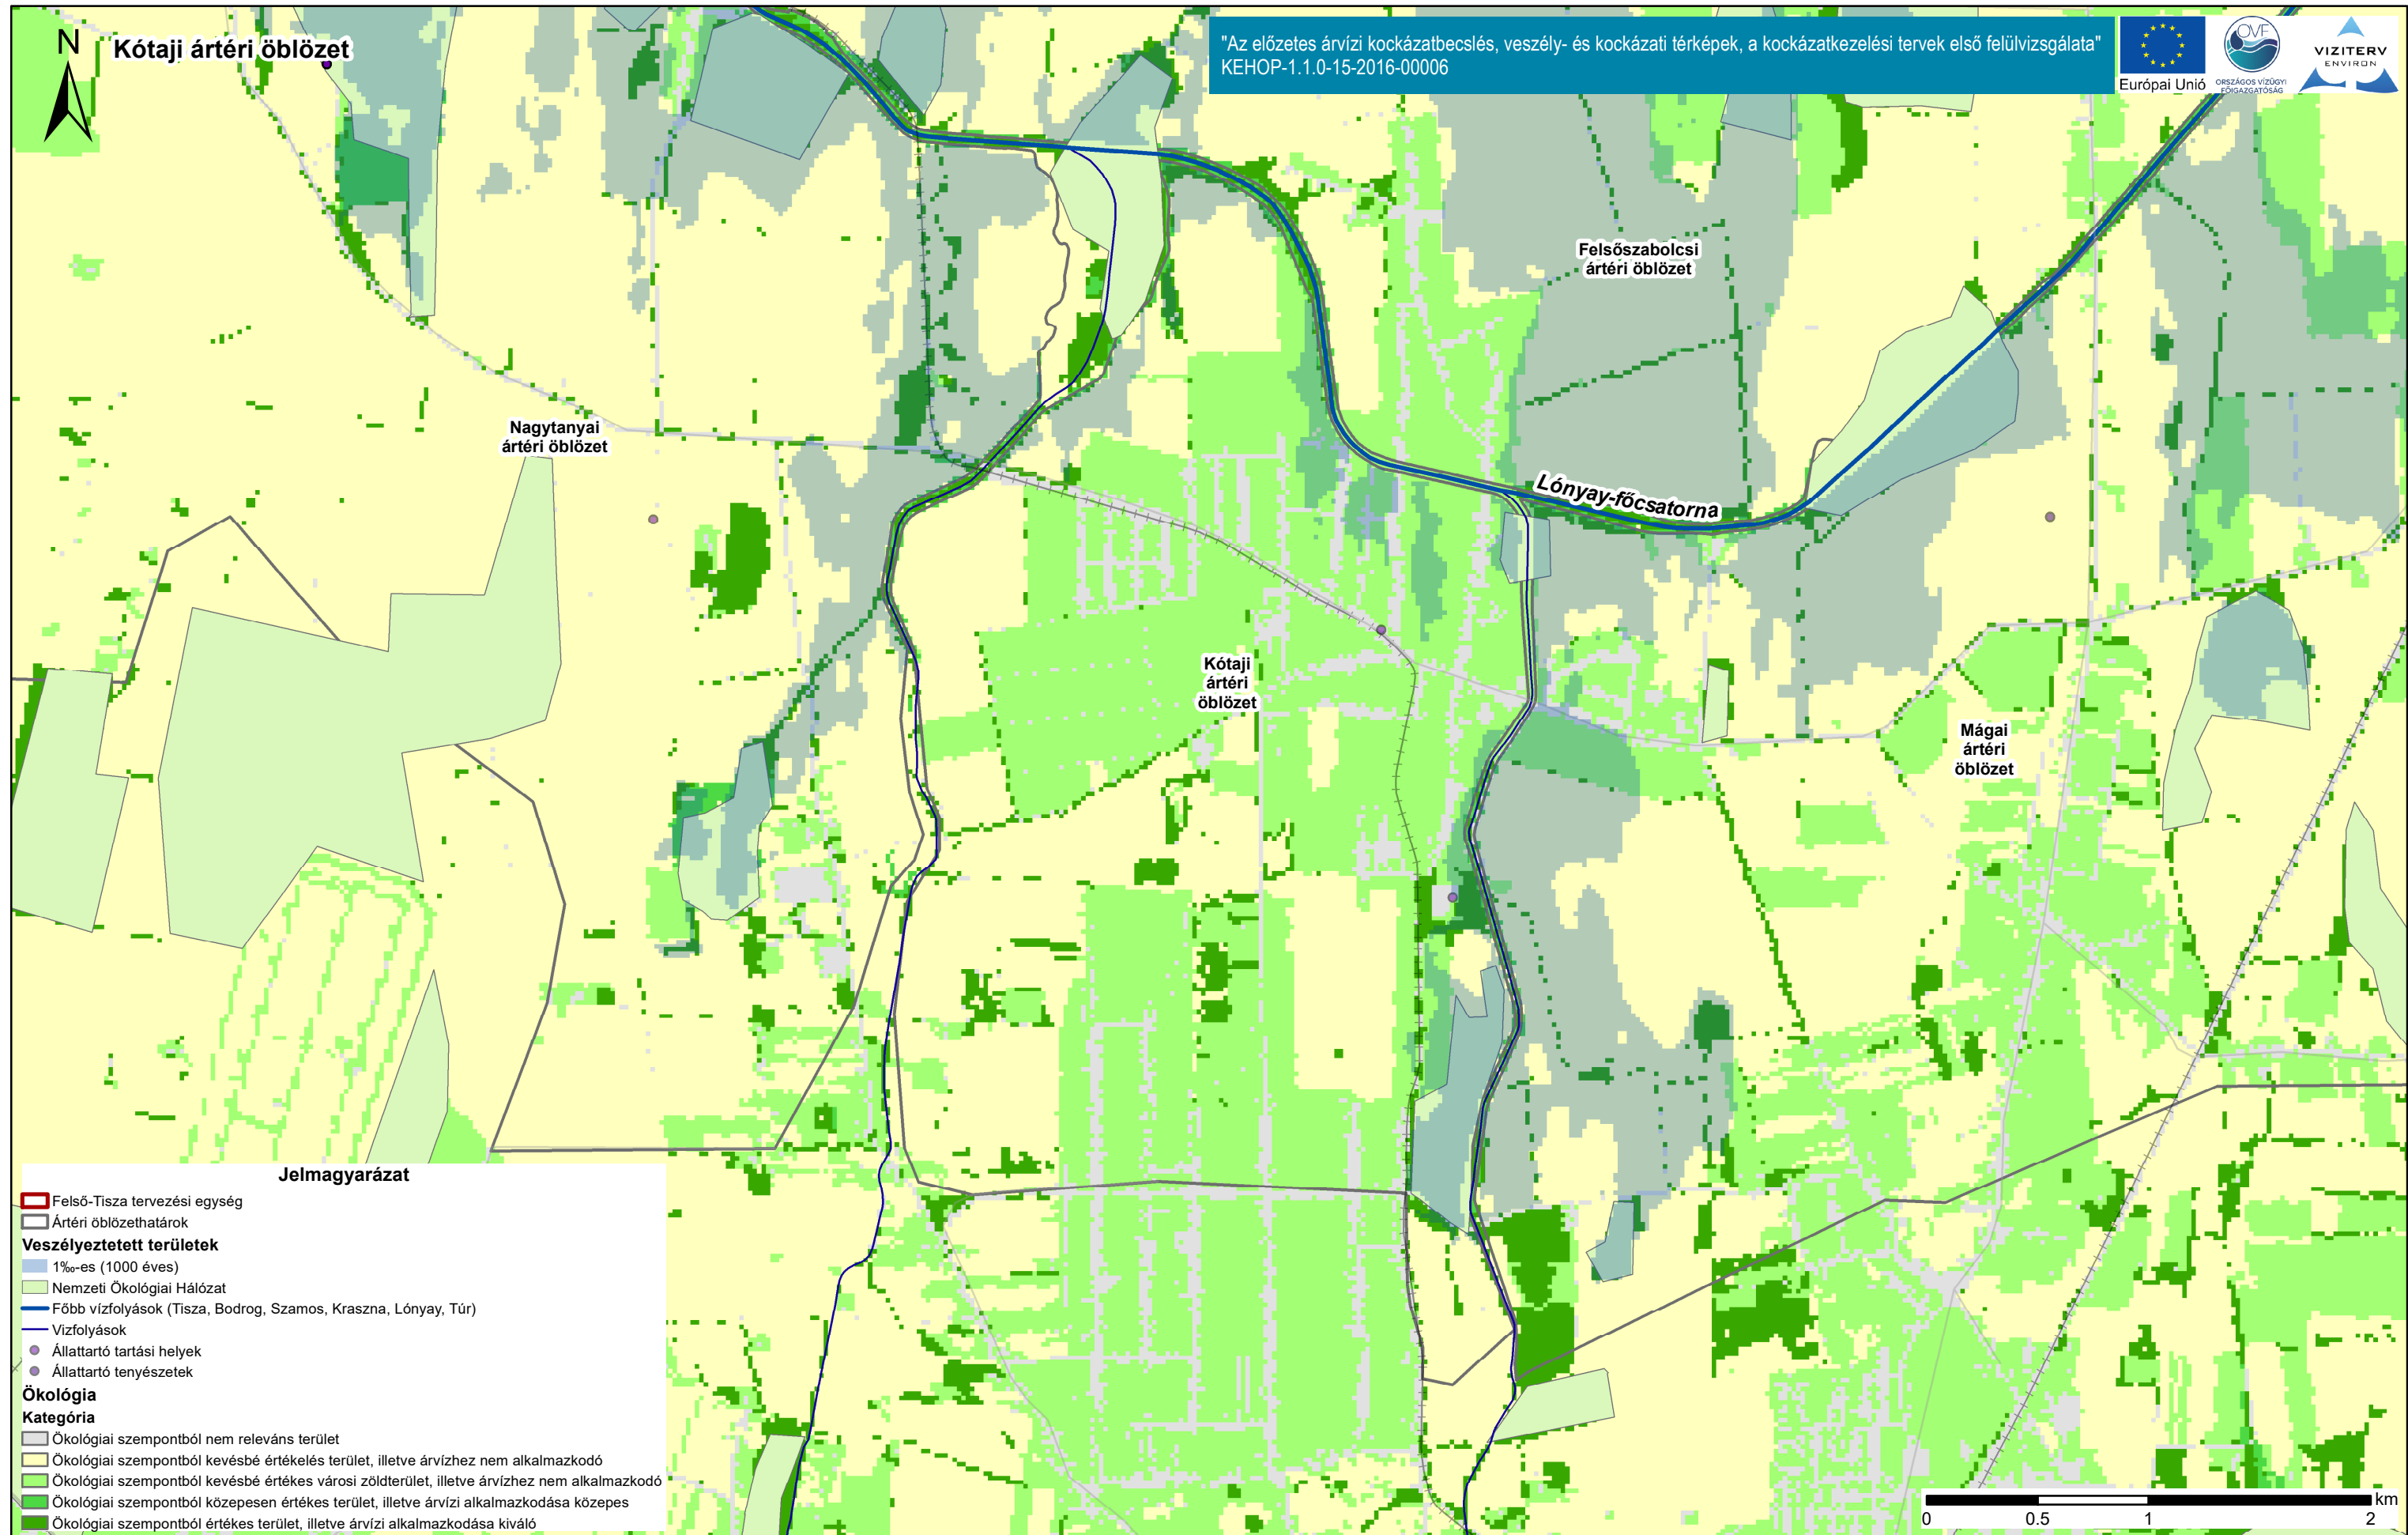 N
Kótaji ártéri öblözet
"Az előzetes árvízi kockázatbecslés, veszély- és kockázati térképek, a kockázatkezelési tervek első felülvizsgálata"
KEHOP-1.1.0-15-2016-00006
Európai Unió
OVF
ORSZÁGOS VÍZÜGYI
FŐIGAZGATÓSÁG
VIZITERV
ENVIRON
Felsőszabolcsi
ártéri öblözet
Nagytanyai
ártéri öblözet
Lónyay-főcsatorna
Kótaji
ártéri
öblözet
Mágai
ártéri
öblözet
Jelmagyarázat
Felső-Tisza tervezési egység
Ártéri öblözethatárok
Veszélyeztetett területek
1‰-es (1000 éves)
Nemzeti Ökológiai Hálózat
Főbb vízfolyások (Tisza, Bodrog, Szamos, Kraszna, Lónyay, Túr)
Vizfolyások
Állattartó tartási helyek
Állattartó tenyészetek
Ökológia
Kategória
Ökológiai szempontból nem releváns terület
Ökológiai szempontból kevésbé értékelés terület, illetve árvízhez nem alkalmazkodó
Ökológiai szempontból kevésbé értékes városi zöldterület, illetve árvízhez nem alkalmazkodó
Ökológiai szempontból közepesen értékes terület, illetve árvízi alkalmazkodása közepes
Ökológiai szempontból értékes terület, illetve árvízi alkalmazkodása kiváló
km
0 0.5 1 2